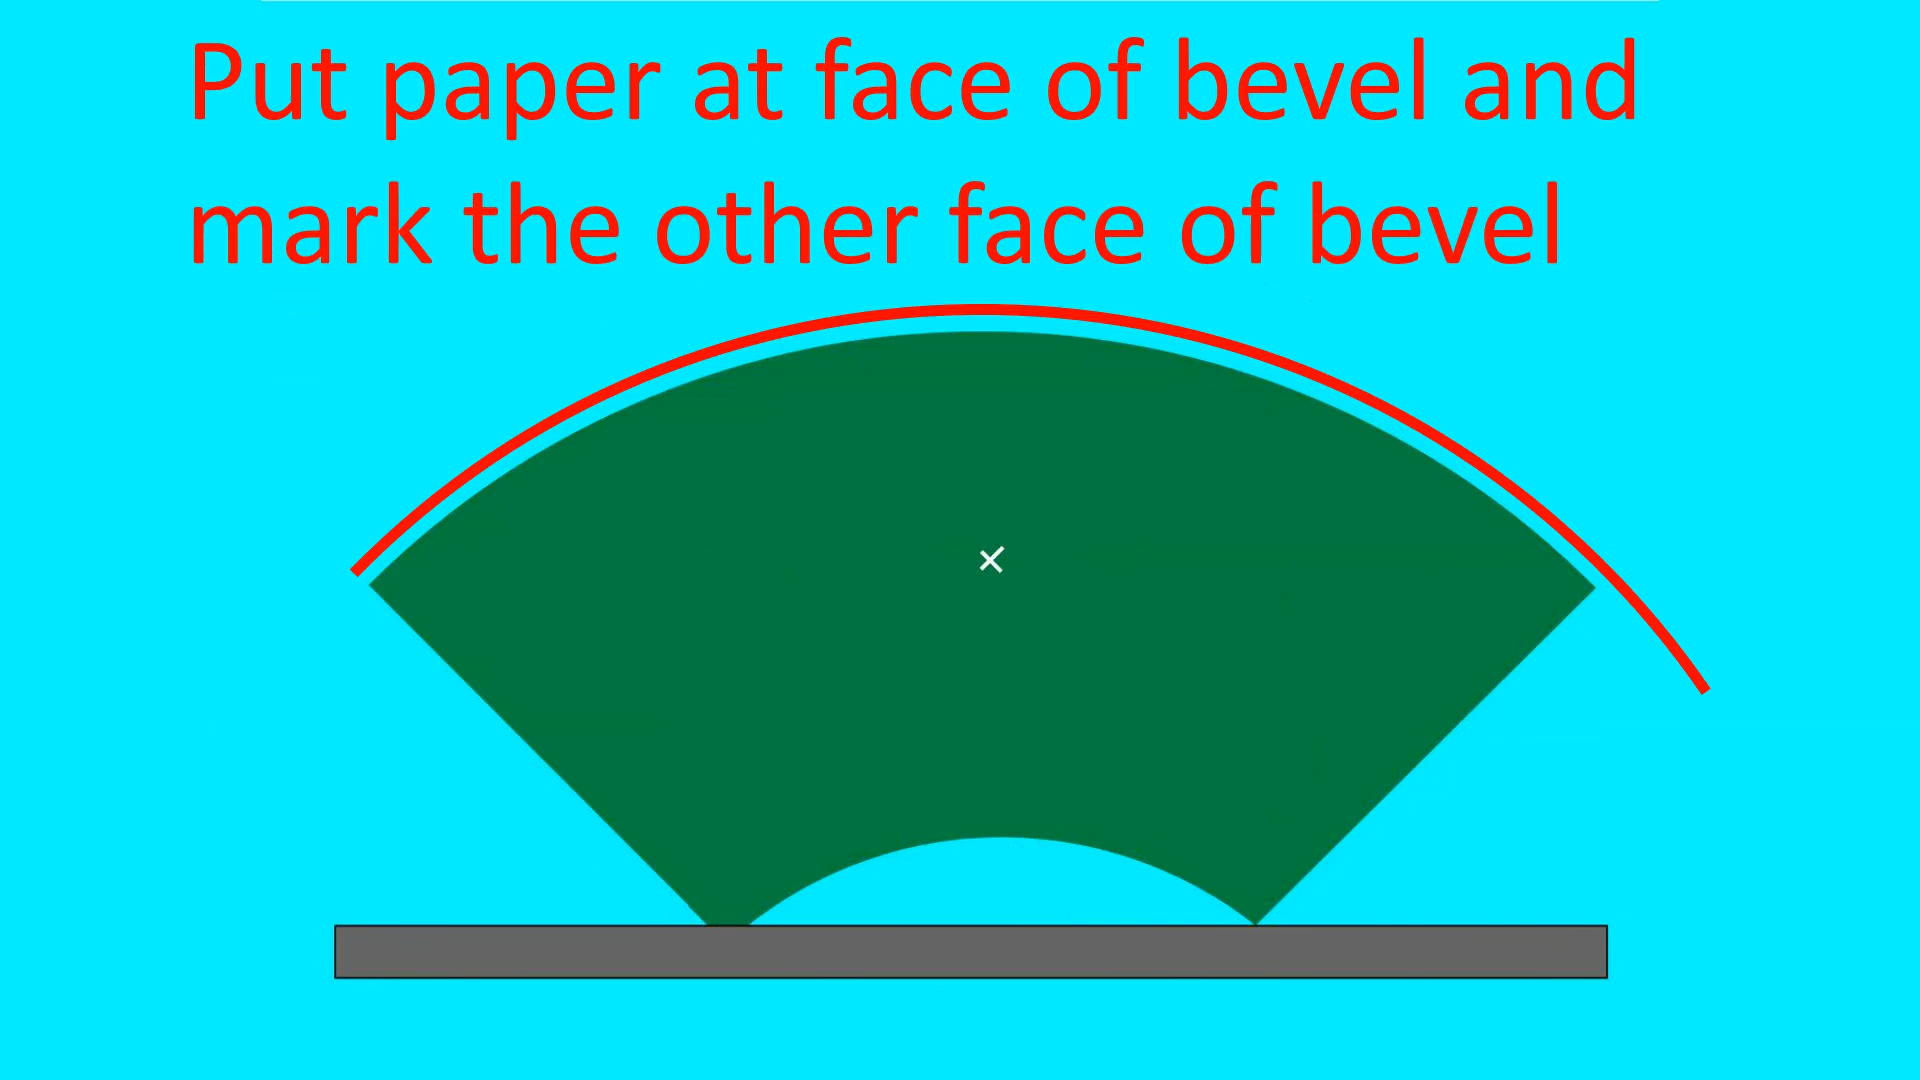 Put paper at face of bevel and
mark the other face of bevel